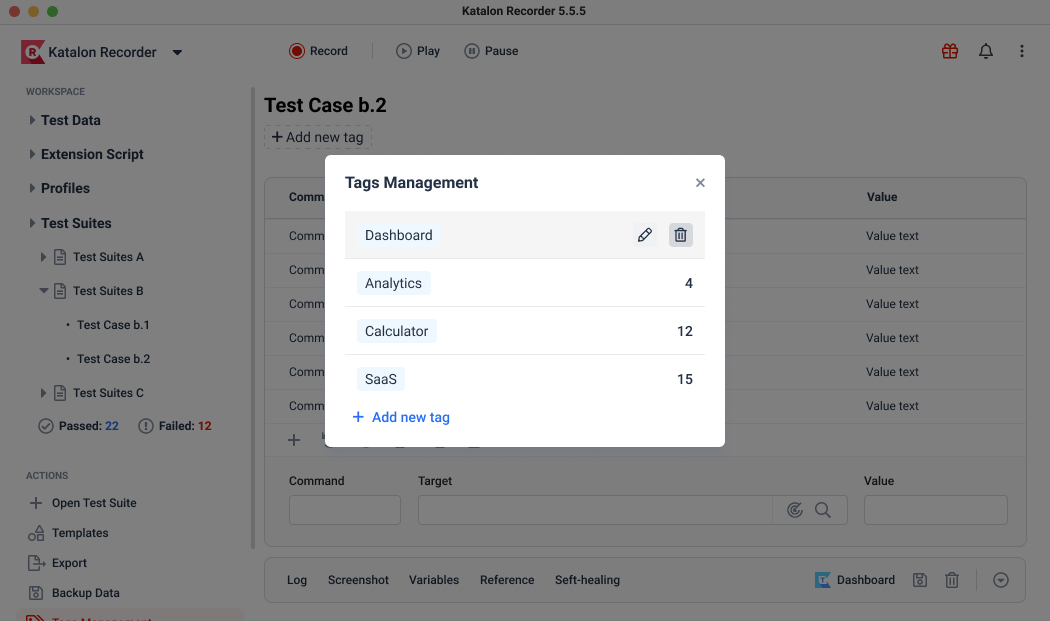 Katalon Recorder 5.5.5
Katalon Recorder
Record
Play
Pause
WORKSPACE
Test Data
Extension Script
Profiles
Test Suites
Test Suites A
Test Suites B
Test Case b.1
Test Case b.2
Test Suites C
Passed: 22
Failed: 12
ACTIONS
Open Test Suite
Templates
Export
Backup Data
Tags Management
Test Case b.2
+ Add new tag
Comm
Value
Comm
Value text
Comm
Value text
Comm
Value text
Comm
Value text
Comm
Value text
Comm
Value text
Tags Management
Dashboard
Analytics
4
Calculator
12
SaaS
15
+ Add new tag
Command
Target
Value
Log
Screenshot
Variables
Reference
Seft-healing
Dashboard